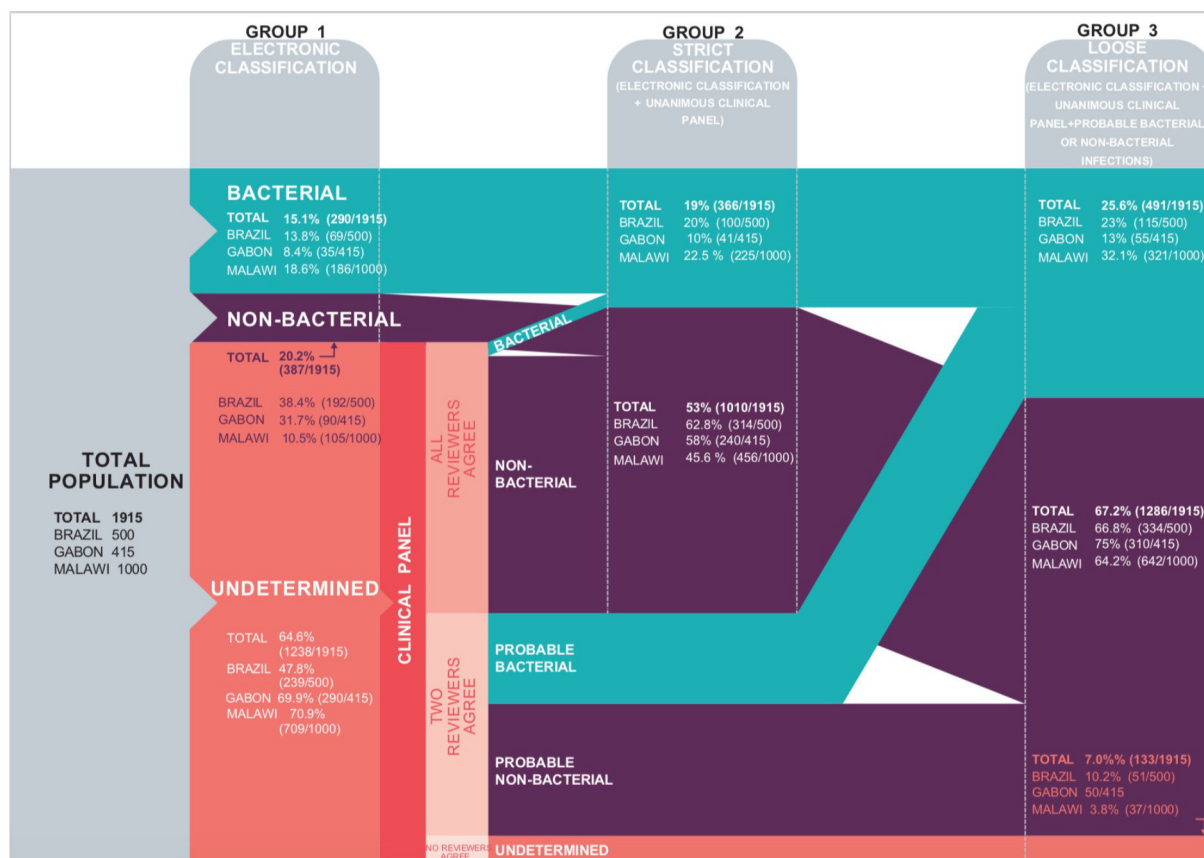 GROUP 1
ELECTRONIC
CLASSIFICATION
GROUP 2
STRICT
CLASSIFICATION
(ELECTRONIC CLASSIFICATION
+ UNANIMOUS CLINICAL
PANEL)
GROUP 3
LOOSE
CLASSIFICATION
(ELECTRONIC CLASSIFICATION +
UNANIMOUS CLINICAL
PANEL+PROBABLE BACTERIAL
OR NON-BACTERIAL
INFECTIONS)
TOTAL
POPULATION
TOTAL 1915
BRAZIL 500
GABON 415
MALAWI 1000
BACTERIAL
TOTAL 15.1% (290/1915)
BRAZIL 13.8% (69/500)
GABON 8.4% (35/415)
MALAWI 18.6% (186/1000)
NON-BACTERIAL
TOTAL 20.2%
(387/1915)
BRAZIL 38.4% (192/500)
GABON 31.7% (90/415)
MALAWI 10.5% (105/1000)
UNDETERMINED
TOTAL 64.6%
(1238/1915)
BRAZIL 47.8%
(239/500)
GABON 69.9% (290/415)
MALAWI 70.9%
(709/1000)
CLINICAL PANEL
ALL
REVIEWERS
AGREE
TWO
REVIEWERS
AGREE
NO REVIEWERS
AGREE
BACTERIAL
NON-
BACTERIAL
PROBABLE
BACTERIAL
PROBABLE
NON-BACTERIAL
UNDETERMINED
TOTAL 19% (366/1915)
BRAZIL 20% (100/500)
GABON 10% (41/415)
MALAWI 22.5 % (225/1000)
TOTAL 53% (1010/1915)
BRAZIL 62.8% (314/500)
GABON 58% (240/415)
MALAWI 45.6 % (456/1000)
TOTAL 25.6% (491/1915)
BRAZIL 23% (115/500)
GABON 13% (55/415)
MALAWI 32.1% (321/1000)
TOTAL 67.2% (1286/1915)
BRAZIL 66.8% (334/500)
GABON 75% (310/415)
MALAWI 64.2% (642/1000)
TOTAL 7.0%% (133/1915)
BRAZIL 10.2% (51/500)
GABON 50/415
MALAWI 3.8% (37/1000)